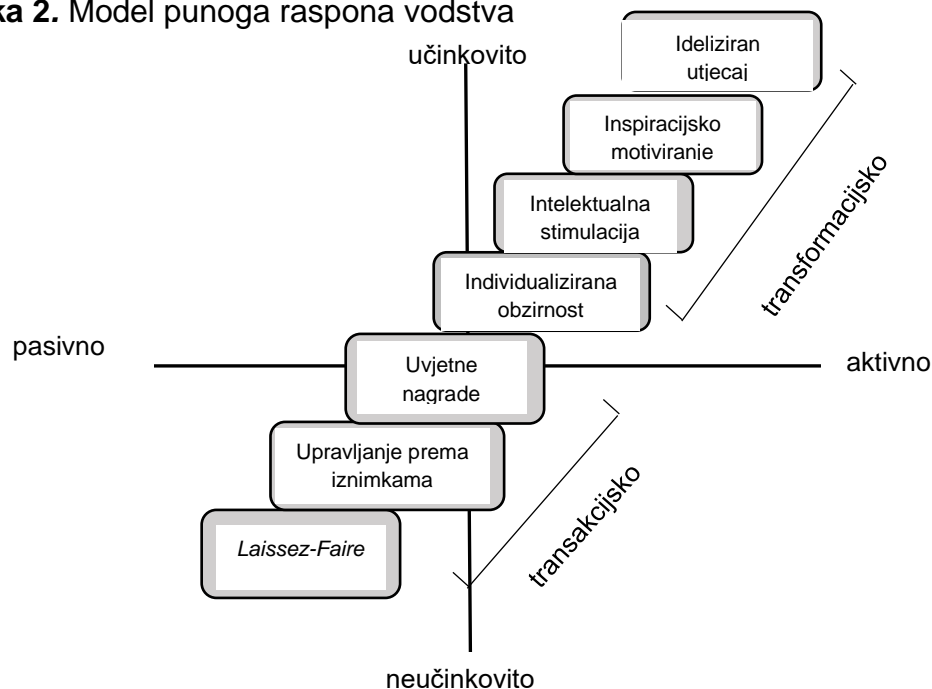 ka 2. Model punoga raspona vodstva
učinkovito
Ideliziran
utjecaj
Inspiracijsko
motiviranje
Intelektualna
stimulacija
transformacijsko
Individualizirana
obzirnost
pasivno
Uvjetne
nagrade
aktivno
Upravljanje prema
iznimkama
transakcijsko
Laissez-Faire
neučinkovito